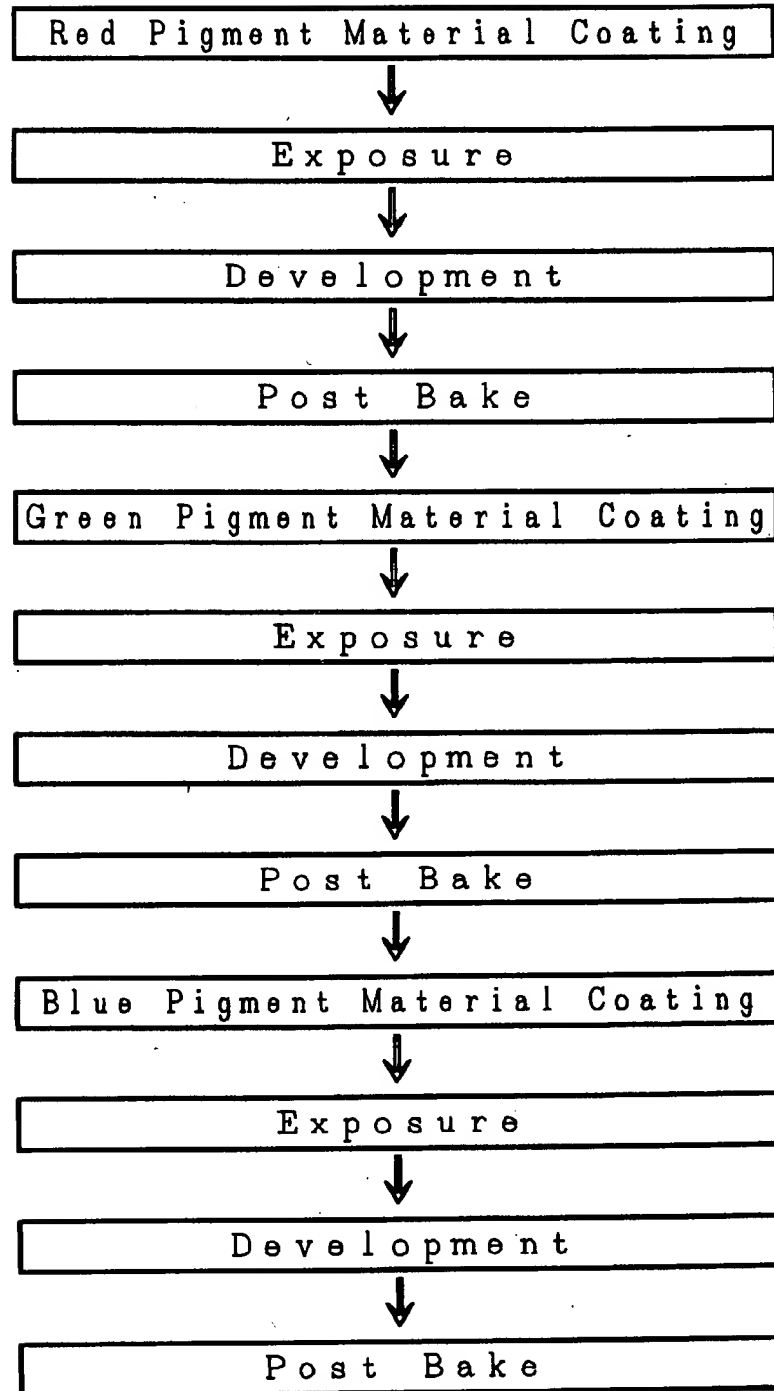 Red Pigment Material Coating
Exposure
Development
Post Bake
Green Pigment Material Coating
Exposure
Development
Post Bake
Blue Pigment Material Coating
Exposure
Development
Post Bake